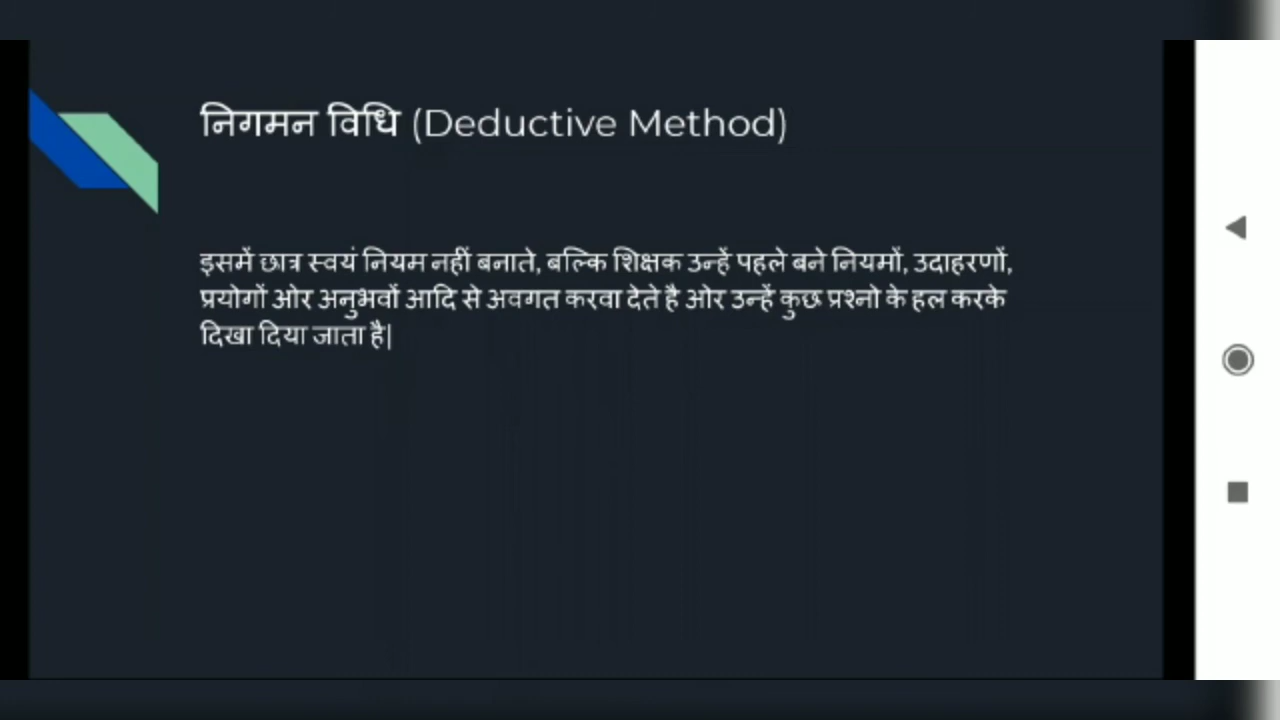 निगमन विधि (Deductive Method)
इसमें छात्र स्वयं नियम नहीं बनाते, बल्कि शिक्षक उन्हें पहले बने नियमों, उदाहरणों,
प्रयोगों ओर अनुभवों आदि से अवगत करवा देते है ओर उन्हें कुछ प्रश्नो के हल करके
दिखा दिया जाता है|